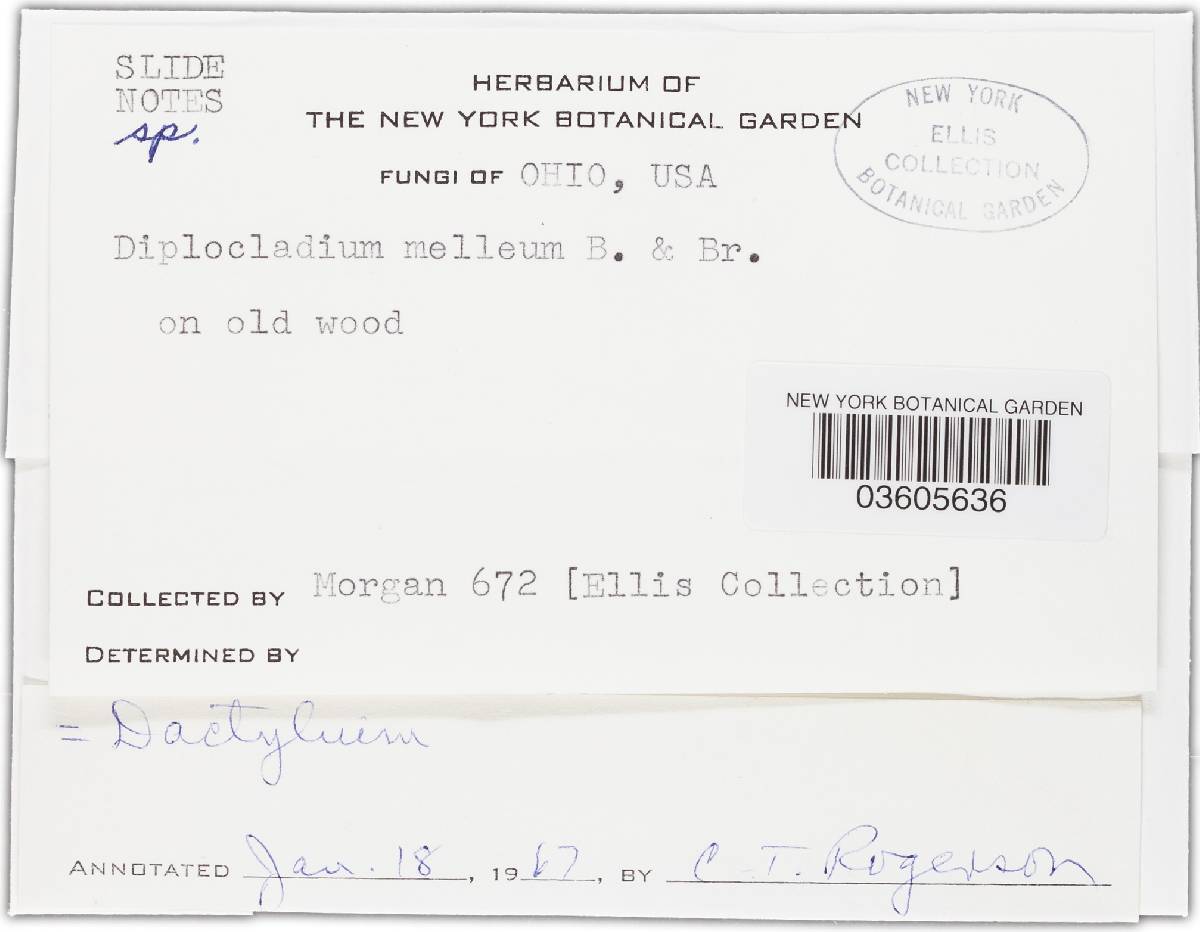 SLIDE
NOTES
sp.
HERBARIUM OF
THE NEW YORK BOTANICAL GARDEN
FUNGI OF OHIO, USA
NEW YORK
ELLIS
COLLECTION
BOTANICAL GARDEN
Diplocladium melleum B. & Br.
on old wood
NEW YORK BOTANICAL GARDEN
03605636
COLLECTED BY Morgan 672 [Ellis Collection]
DETERMINED BY
= Dactylium
ANNOTATED Jan. 18, 1967, BY C. T. Rogerson